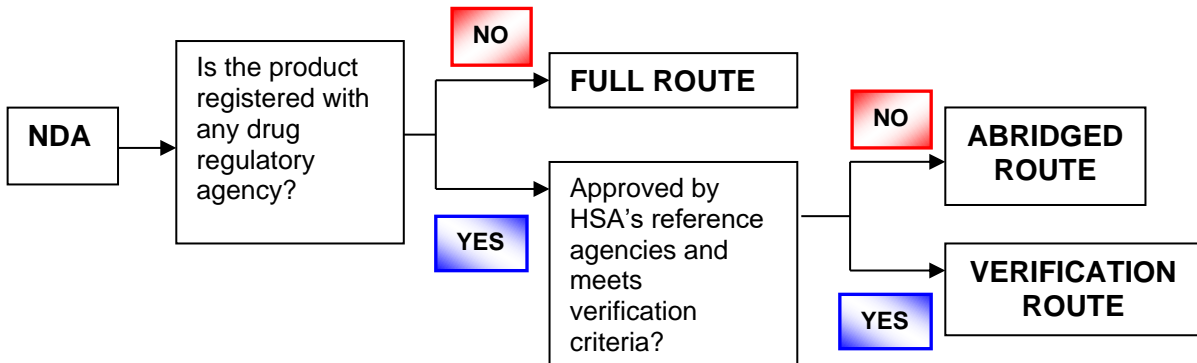 NDA
Is the product
registered with
any drug
regulatory
agency?
NO
FULL ROUTE
YES
Approved by
HSA’s reference
agencies and
meets
verification
criteria?
NO
ABRIDGED
ROUTE
YES
VERIFICATION
ROUTE